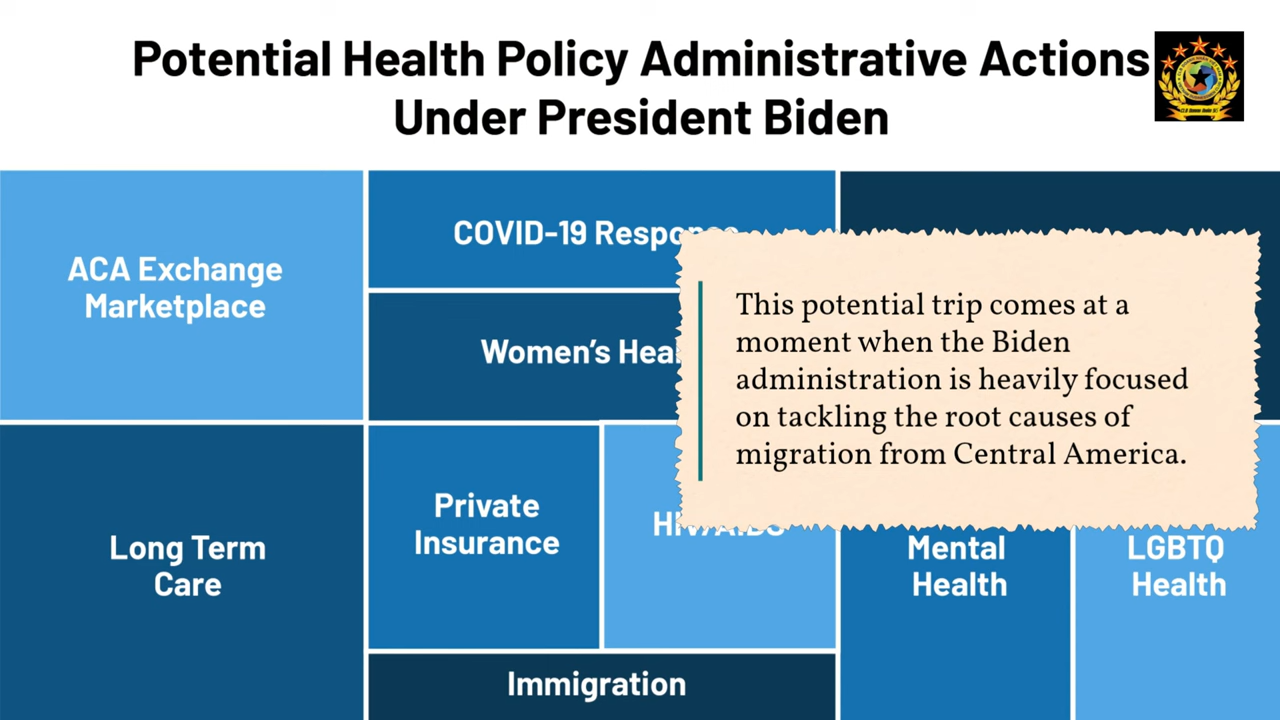 Potential Health Policy Administrative Actions
Under President Biden
ACA Exchange
Marketplace
COVID-19
Women's
This potential trip comes at a
moment when the Biden
administration is heavily focused
on tackling the root causes of
migration from Central America.
Long Term
Care
Private
Insurance
HIV/AIDS
Mental
Health
LGBTQ
Health
Immigration